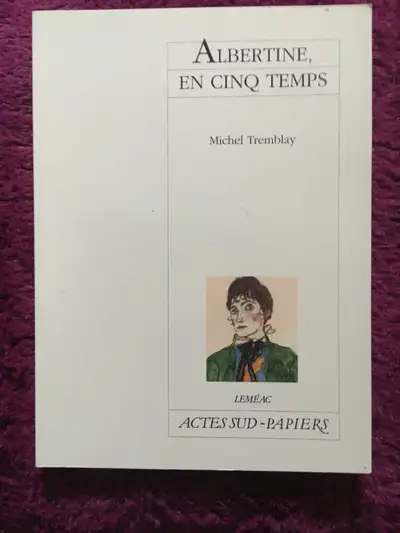 ALBERTINE,
EN CINQ TEMPS
Michel Tremblay
LEMÉAC
ACTES SUD-PAPIERS